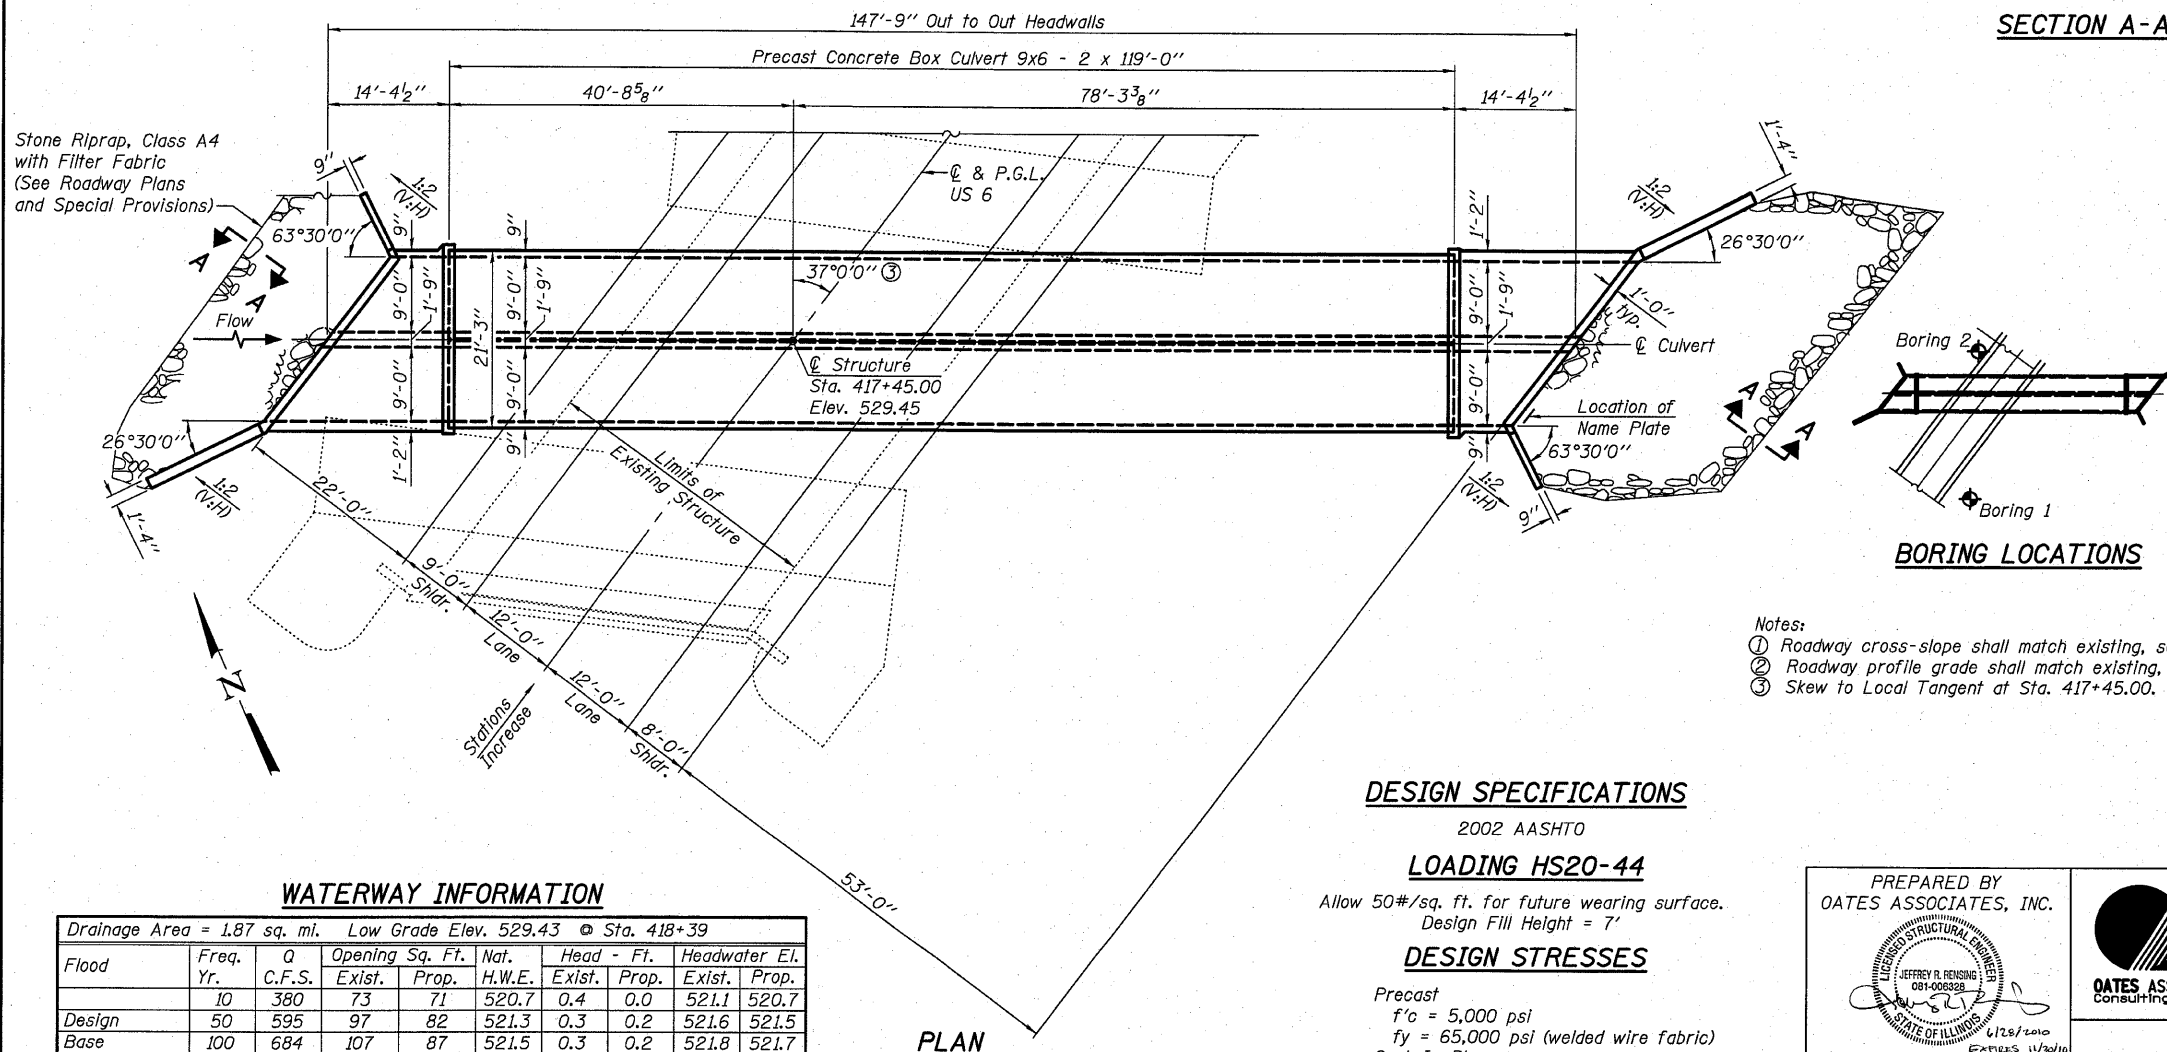 SECTION A-A
147'-9" Out to Out Headwalls
Precast Concrete Box Culvert 9x6 - 2 x 119'-0"
14'-4½"
40'-8⅝"
78'-3⅜"
14'-4½"
Stone Riprap, Class A4
with Filter Fabric
(See Roadway Plans
and Special Provisions)
9"
1:2
(V:H)
63°30'0"
A
A
Flow
9"
9'-0"
1'-9"
9'-0"
1'-2"
21'-3"
9"
9'-0"
1'-9"
9'-0"
9"
℄ & P.G.L.
US 6
37°0'0" ③
℄ Structure
Sta. 417+45.00
Elev. 529.45
1'-2"
9'-0"
1'-9"
9'-0"
9"
1'-4"
1:2
(V:H)
26°30'0"
1'-0"
typ.
℄ Culvert
Location of
Name Plate
63°30'0"
1:2
(V:H)
9"
A
A
26°30'0"
1:2
(V:H)
1'-4"
Limits of
Existing Structure
22'-0"
9'-0"
Shldr.
12'-0"
Lane
12'-0"
Lane
8'-0"
Shldr.
53'-0"
Stations
Increase
N
Boring 2
Boring 1
BORING LOCATIONS
Notes:
① Roadway cross-slope shall match existing,
② Roadway profile grade shall match existing,
③ Skew to Local Tangent at Sta. 417+45.00.
DESIGN SPECIFICATIONS
2002 AASHTO
LOADING HS20-44
Allow 50#/sq. ft. for future wearing surface.
Design Fill Height = 7'
DESIGN STRESSES
Precast
f'c = 5,000 psi
fy = 65,000 psi (welded wire fabric)
WATERWAY INFORMATION
Drainage Area = 1.87 sq. mi. Low Grade Elev. 529.43 @ Sta. 418+39
Flood Freq. Yr. Q C.F.S. Opening Sq. Ft. Nat. H.W.E. Head - Ft. Headwater El.
Exist. Prop. Exist. Prop. Exist. Prop.
10 380 73 71 520.7 0.4 0.0 521.1 520.7
Design 50 595 97 82 521.3 0.3 0.2 521.6 521.5
Base 100 684 107 87 521.5 0.3 0.2 521.8 521.7
PLAN
PREPARED BY
OATES ASSOCIATES, INC.
LICENSED STRUCTURAL ENGINEER
JEFFREY R. RENSING
081-006328
STATE OF ILLINOIS
6/28/2010
EXPIRES 11/30/10
OATES AS
Consulting